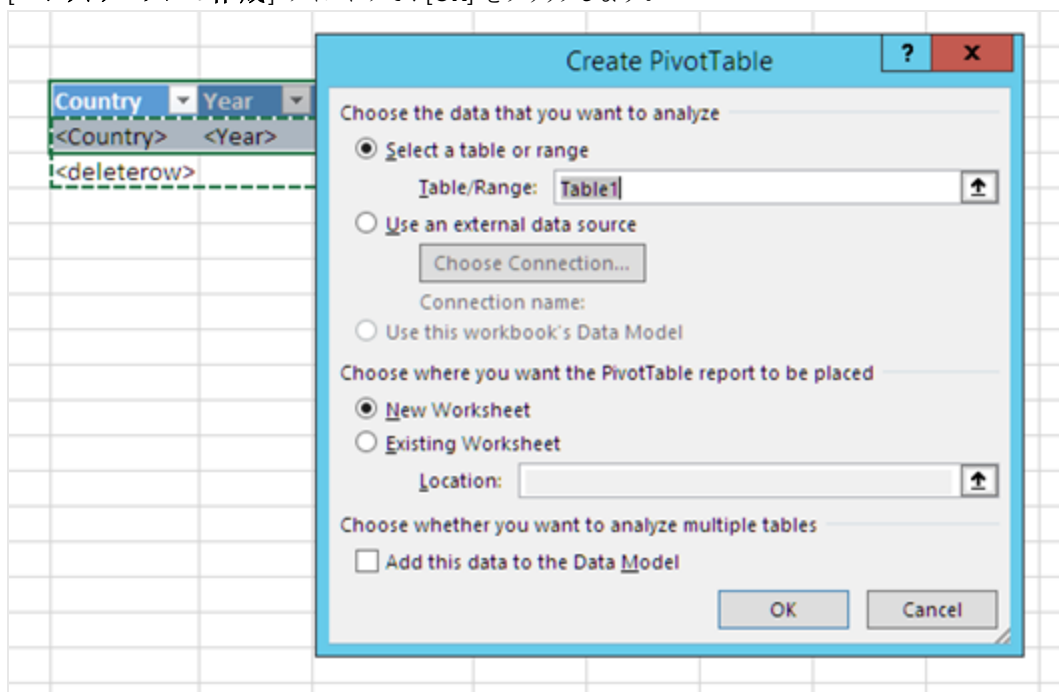 Create PivotTable
?
x
Country Year
<Country> <Year>
<deleterow>
Choose the data that you want to analyze
Select a table or range
Table/Range: Table1
Use an external data source
Choose Connection...
Connection name:
Use this workbook's Data Model
Choose where you want the PivotTable report to be placed
New Worksheet
Existing Worksheet
Location:
Choose whether you want to analyze multiple tables
Add this data to the Data Model
OK Cancel